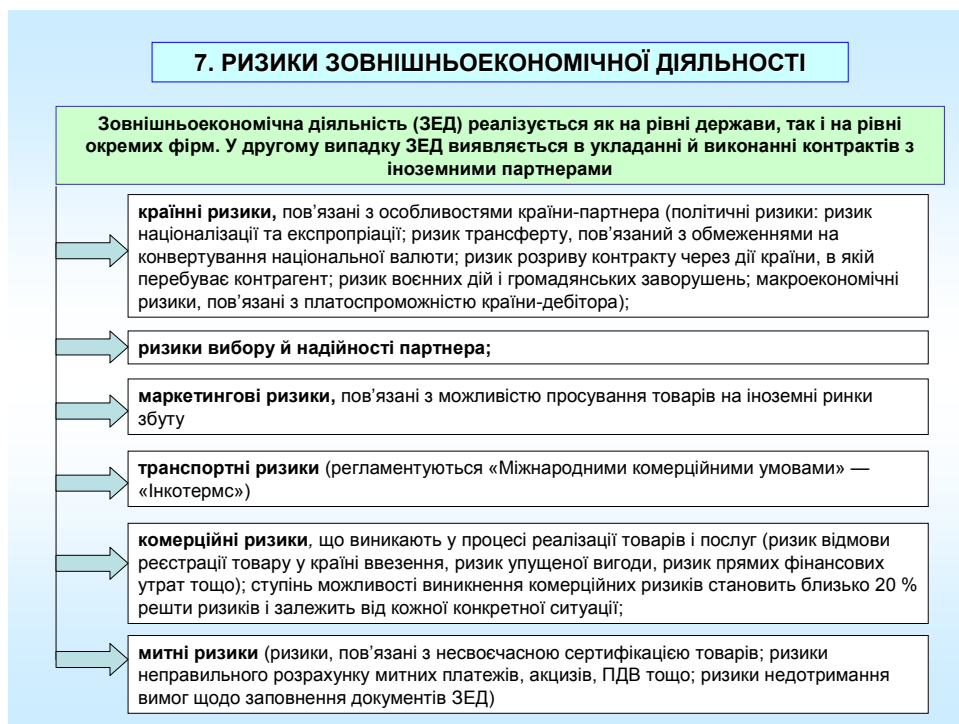 7. РИЗИКИ ЗОВНІШНЬОЕКОНОМІЧНОЇ ДІЯЛЬНОСТІ
Зовнішньоекономічна діяльність (ЗЕД) реалізується як на рівні держави, так і на рівні
окремих фірм. У другому випадку ЗЕД виявляється в укладанні й виконанні контрактів з
іноземними партнерами
країнні ризики, пов’язані з особливостями країни-партнера (політичні ризики: ризик
націоналізації та експропріації; ризик трансферту, пов’язаний з обмеженнями на
конвертування національної валюти; ризик розриву контракту через дії країни, в якій
перебуває контрагент; ризик воєнних дій і громадянських заворушень; макроекономічні
ризики, пов’язані з платоспроможністю країни-дебітора);
ризики вибору й надійності партнера;
маркетингові ризики, пов’язані з можливістю просування товарів на іноземні ринки
збуту
транспортні ризики (регламентуються «Міжнародними комерційними умовами» —
«Інкотермс»)
комерційні ризики, що виникають у процесі реалізації товарів і послуг (ризик відмови
реєстрації товару у країні ввезення, ризик упущеної вигоди, ризик прямих фінансових
утрат тощо); ступінь можливості виникнення комерційних ризиків становить близько 20 %
решти ризиків і залежить від кожної конкретної ситуації;
митні ризики (ризики, пов’язані з несвоєчасною сертифікацією товарів; ризики
неправильного розрахунку митних платежів, акцизів, ПДВ тощо; ризики недотримання
вимог щодо заповнення документів ЗЕД)